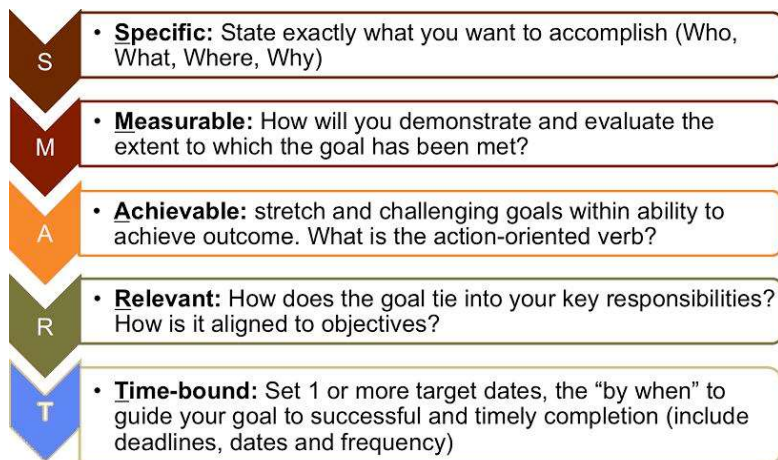 S
• Specific: State exactly what you want to accomplish (Who,
What, Where, Why)
M
• Measurable: How will you demonstrate and evaluate the
extent to which the goal has been met?
A
• Achievable: stretch and challenging goals within ability to
achieve outcome. What is the action-oriented verb?
R
• Relevant: How does the goal tie into your key responsibilities?
How is it aligned to objectives?
T
• Time-bound: Set 1 or more target dates, the “by when” to
guide your goal to successful and timely completion (include
deadlines, dates and frequency)